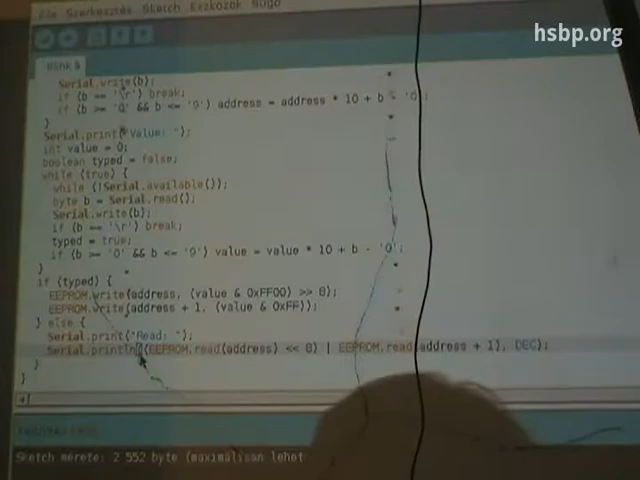 File Szerkesztés Sketch Eszközök Súgó
hsbp.org
Serial.write(b);
if (b == '\r') break;
if (b >= '0' && b <= '9') address = address * 10 + b - '0';
}
Serial.print("Value: ");
int value = 0;
boolean typed = false;
while (true) {
while (!Serial.available());
byte b = Serial.read();
Serial.write(b);
if (b == '\r') break;
typed = true;
if (b >= '0' && b <= '9') value = value * 10 + b - '0';
}
if (typed) {
EEPROM.write(address, (value & 0xFF00) >> 8);
EEPROM.write(address + 1, (value & 0xFF));
} else {
Serial.print("Read: ");
Serial.println((EEPROM.read(address) << 8) | EEPROM.read(address + 1), DEC);
}
}
Sketch mérete: 2 552 byte (maximálisan lehet